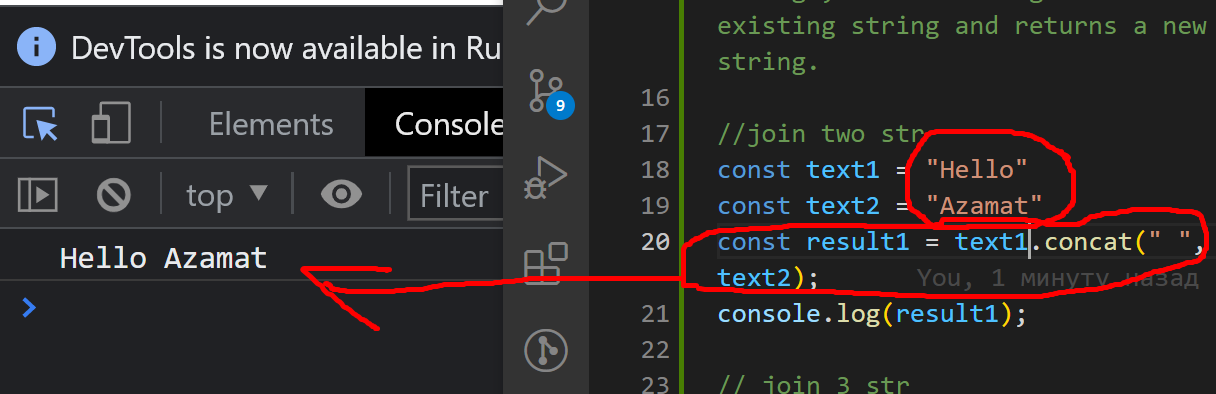 DevTools is now available in Ru
Elements
Console
top
Filter
Hello Azamat
existing string and returns a new
string.
9
16
17 //join two str
18 const text1 = "Hello"
19 const text2 = "Azamat"
20 const result1 = text1.concat(" ",
text2); You, 1 минуту назад
21 console.log(result1);
22
23 // join 3 str